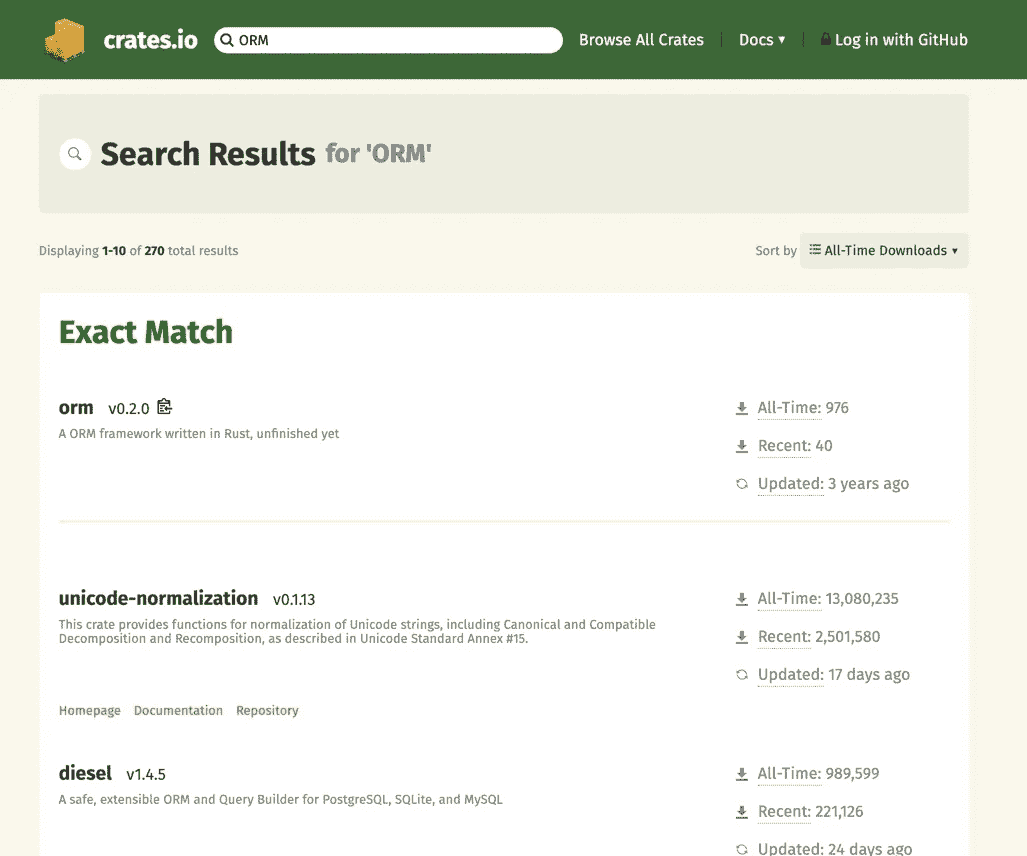 crates.io ORM Browse All Crates Docs ▾ Log in with GitHub
Search Results for 'ORM'
Displaying 1-10 of 270 total results Sort by All-Time Downloads ▾
Exact Match
orm v0.2.0 All-Time: 976
A ORM framework written in Rust, unfinished yet
Recent: 40
Updated: 3 years ago
unicode-normalization v0.1.13 All-Time: 13,080,235
This crate provides functions for normalization of Unicode strings, including Canonical and Compatible
Decomposition and Recomposition, as described in Unicode Standard Annex #15.
Recent: 2,501,580
Updated: 17 days ago
Homepage Documentation Repository
diesel v1.4.5 All-Time: 989,599
A safe, extensible ORM and Query Builder for PostgreSQL, SQLite, and MySQL
Recent: 221,126
Updated: 24 days ago